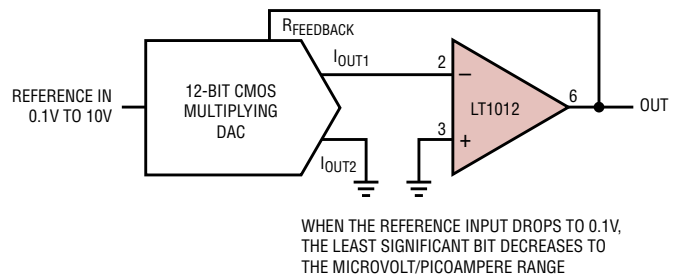 RFEEDBACK
IOUT1
REFERENCE IN
0.1V TO 10V
12-BIT CMOS
MULTIPLYING
DAC
IOUT2
2
−
3
+
LT1012
6
OUT
WHEN THE REFERENCE INPUT DROPS TO 0.1V,
THE LEAST SIGNIFICANT BIT DECREASES TO
THE MICROVOLT/PICOAMPERE RANGE